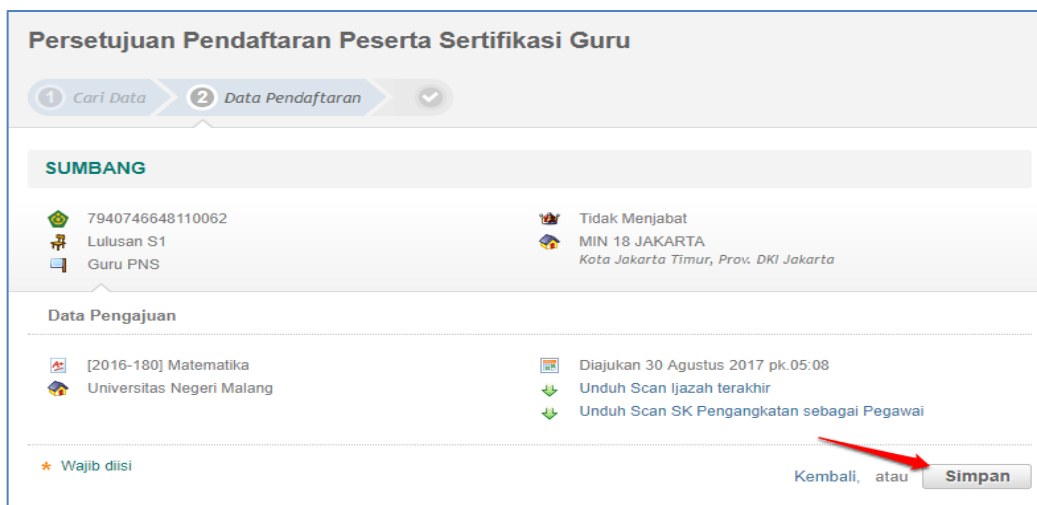 Persetujuan Pendaftaran Peserta Sertifikasi Guru
1 Cari Data 2 Data Pendaftaran
SUMBANG
7940746648110062
Lulusan S1
Guru PNS
Tidak Menjabat
MIN 18 JAKARTA
Kota Jakarta Timur, Prov. DKI Jakarta
Data Pengajuan
[2016-180] Matematika
Universitas Negeri Malang
Diajukan 30 Agustus 2017 pk.05:08
Unduh Scan Ijazah terakhir
Unduh Scan SK Pengangkatan sebagai Pegawai
* Wajib diisi
Kembali, atau Simpan